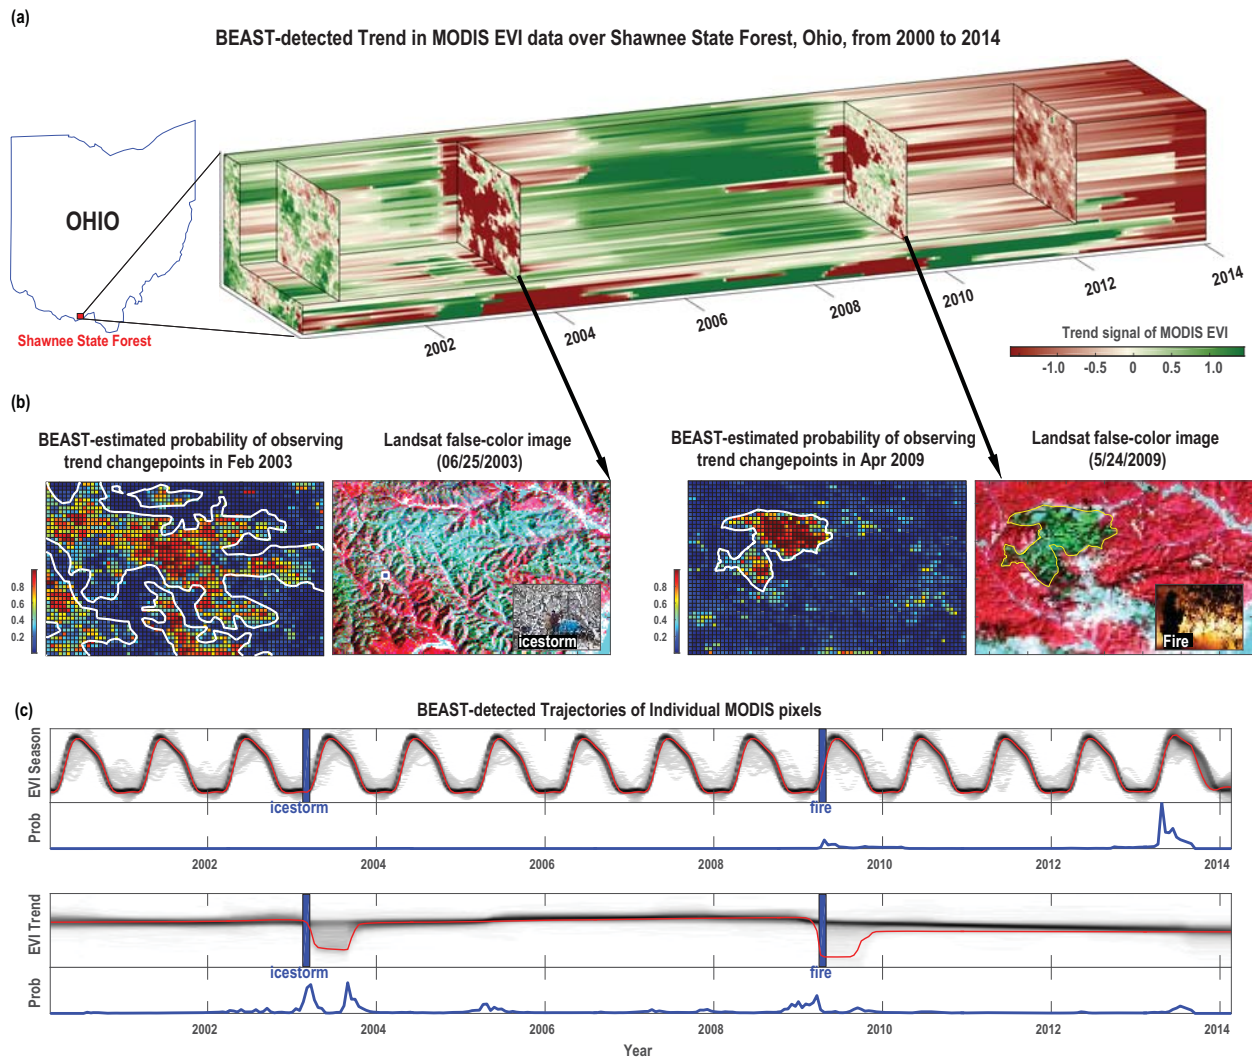 (a)
BEAST-detected Trend in MODIS EVI data over Shawnee State Forest, Ohio, from 2000 to 2014
OHIO
Shawnee State Forest
2002
2004
2006
2008
2010
2012
2014
Trend signal of MODIS EVI
-1.0 -0.5 0 0.5 1.0
(b)
BEAST-estimated probability of observing
trend changepoints in Feb 2003
Landsat false-color image
(06/25/2003)
BEAST-estimated probability of observing
trend changepoints in Apr 2009
Landsat false-color image
(5/24/2009)
0.8
0.6
0.4
0.2
icestorm
0.8
0.6
0.4
0.2
Fire
(c)
BEAST-detected Trajectories of Individual MODIS pixels
EVI Season
icestorm fire
Prob
2002 2004 2006 2008 2010 2012 2014
EVI Trend
icestorm fire
Prob
2002 2004 2006 2008 2010 2012 2014
Year